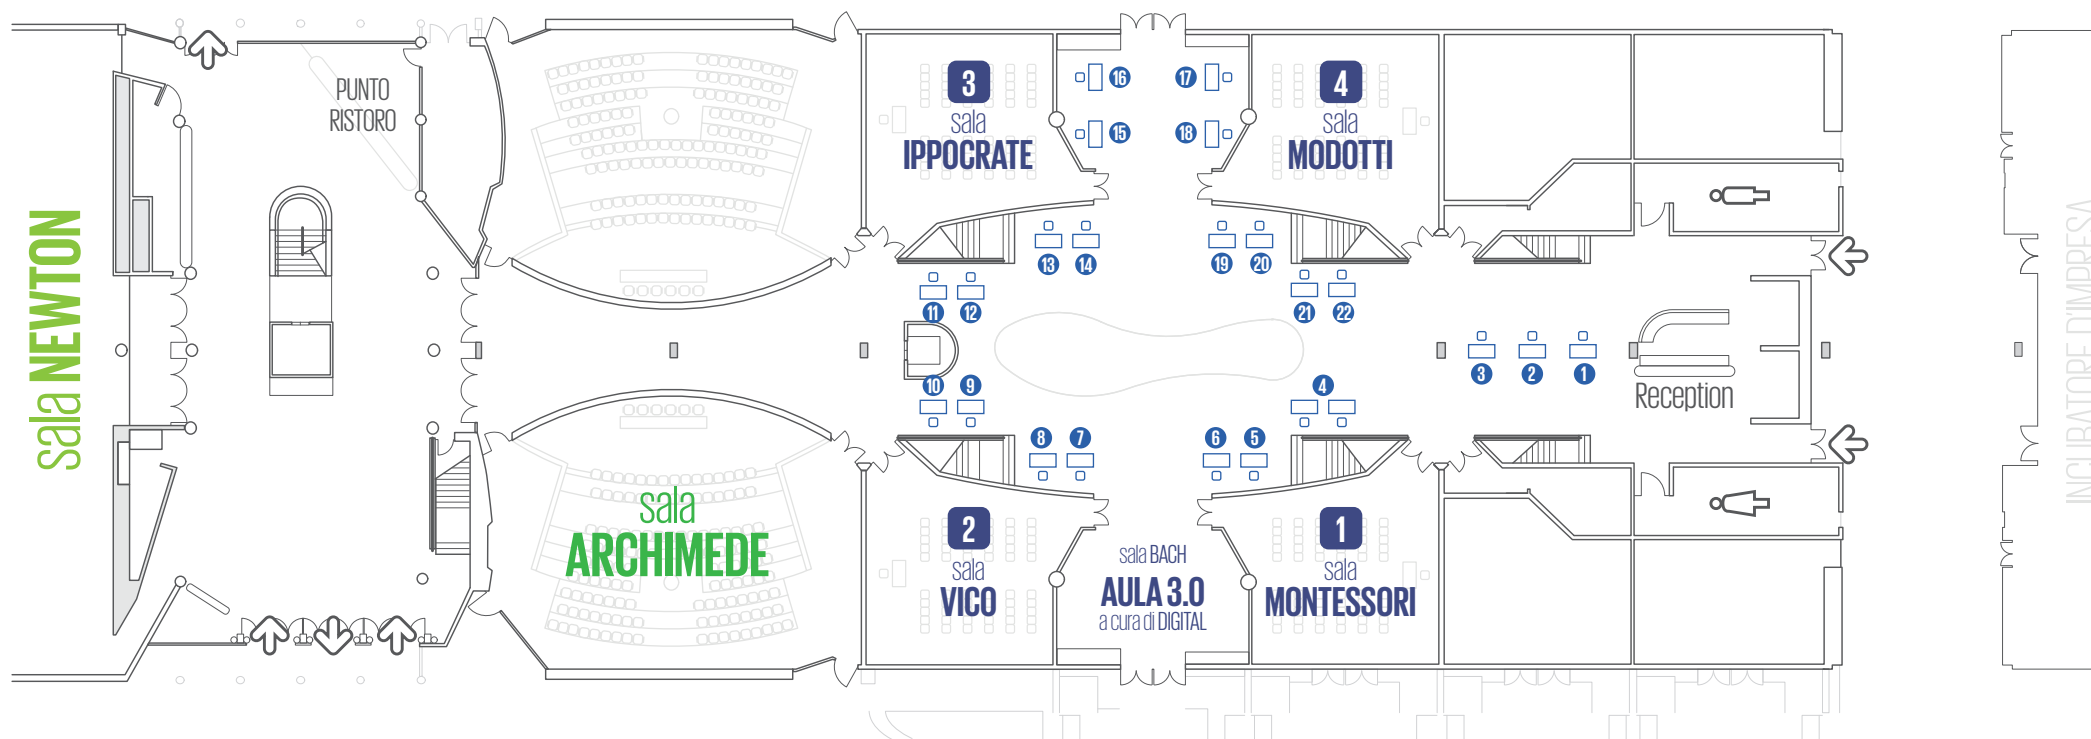 sala NEWTON
PUNTO
RISTORO
3
sala
IPPOCRATE
16
15
17
18
4
sala
MODOTTI
13
14
19
20
11
12
21
22
10
9
4
3
2
1
Reception
8
7
6
5
sala
ARCHIMEDE
2
sala
VICO
sala BACH
AULA 3.0
a cura di DIGITAL
1
sala
MONTESSORI
INCUBATORE D'IMPRESA